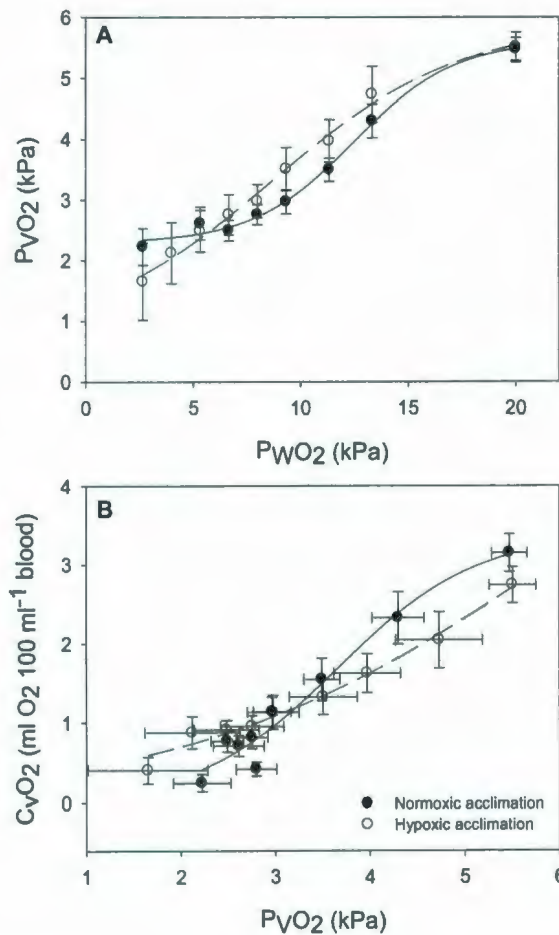 A
6
5
4
3
2
1
0
PVO2 (kPa)
0 5 10 15 20
PWO2 (kPa)
B
4
3
2
1
0
CvO2 (ml O2 100 ml⁻¹ blood)
Normoxic acclimation
Hypoxic acclimation
1 2 3 4 5 6
PVO2 (kPa)